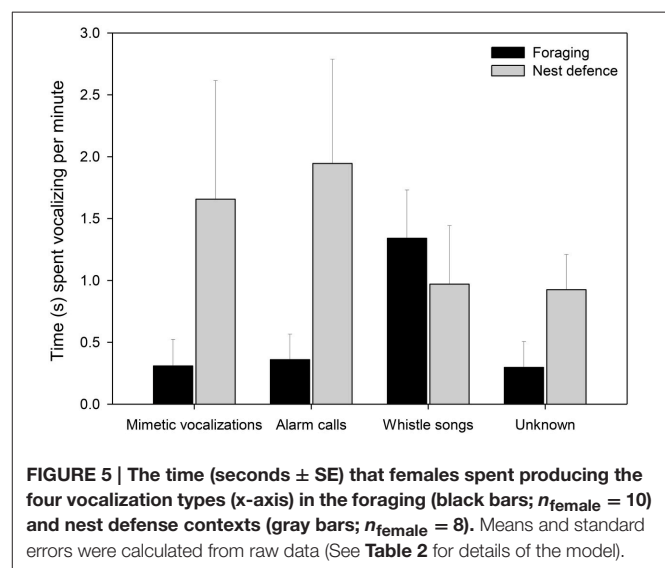 3.0
Foraging
Nest defence
2.5
2.0
1.5
1.0
0.5
0.0
Time (s) spent vocalizing per minute
Mimetic vocalizations Alarm calls Whistle songs Unknown
FIGURE 5 | The time (seconds ± SE) that females spent producing the
four vocalization types (x-axis) in the foraging (black bars; nfemale = 10)
and nest defense contexts (gray bars; nfemale = 8). Means and standard
errors were calculated from raw data (See Table 2 for details of the model).